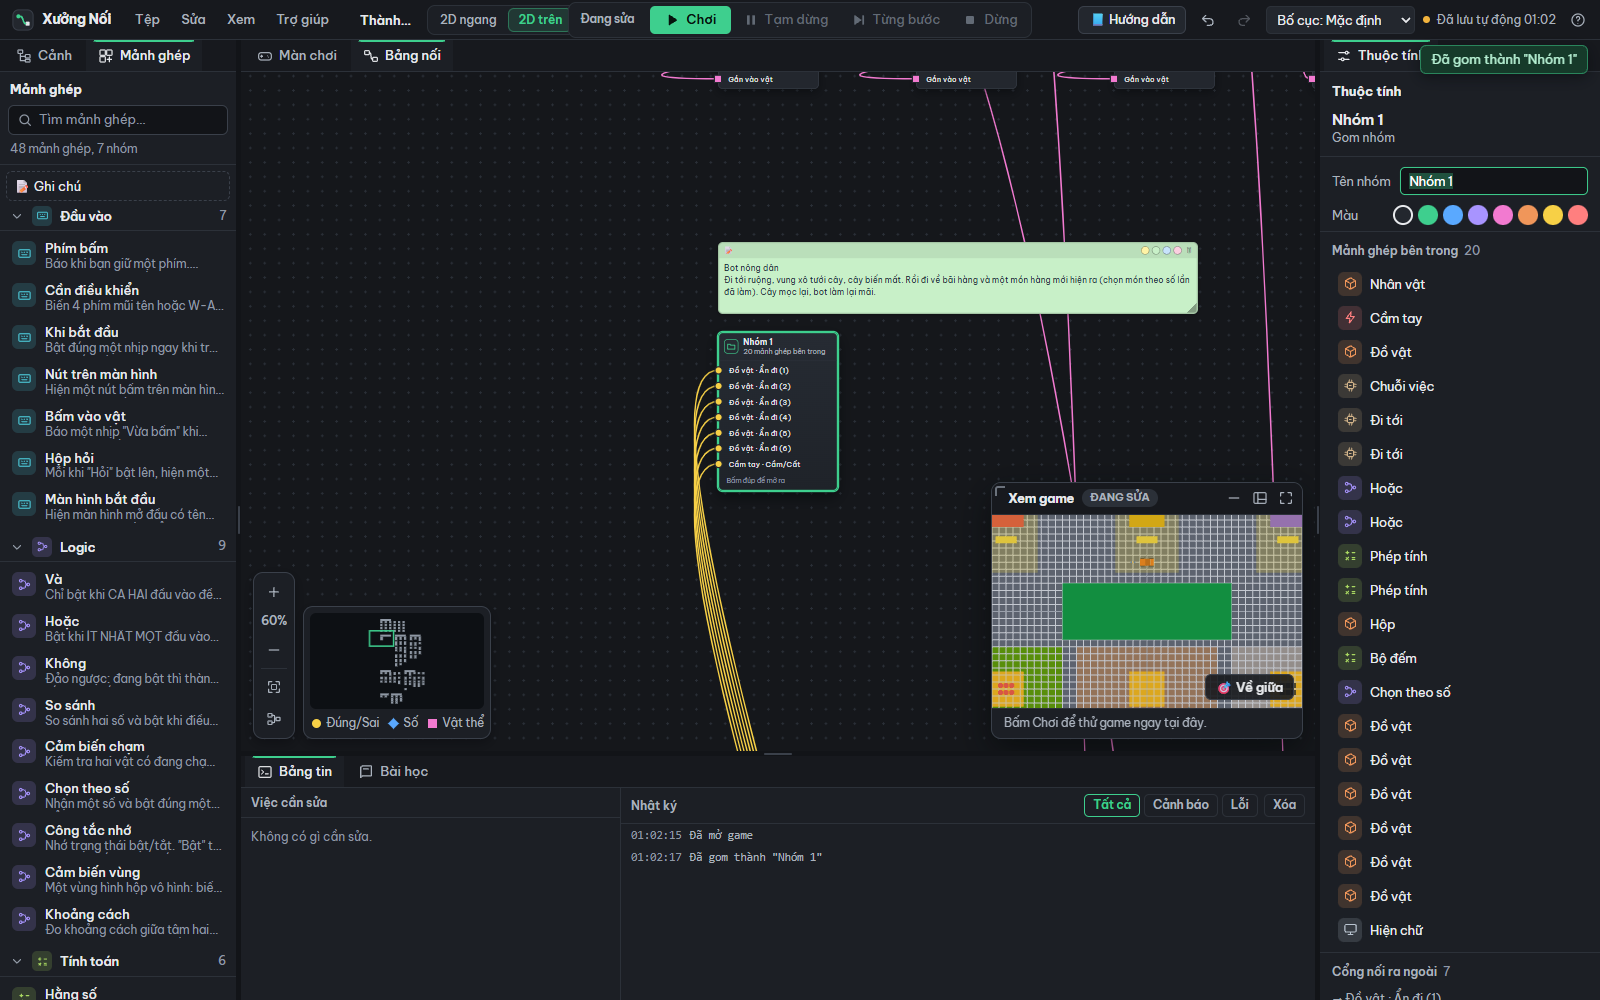 Xưởng Nối
Tệp
Sửa
Xem
Trợ giúp
Thành...
2D ngang
2D trên
Đang sửa
Chơi
Tạm dừng
Từng bước
Dừng
Hướng dẫn
Bố cục: Mặc định
Đã lưu tự động 01:02
Cảnh
Mảnh ghép
Màn chơi
Bảng nối
Thuộc tính
Đã gom thành "Nhóm 1"
Mảnh ghép
Tìm mảnh ghép...
48 mảnh ghép, 7 nhóm
Ghi chú
Đầu vào 7
Phím bấm
Báo khi bạn giữ một phím....
Cần điều khiển
Biến 4 phím mũi tên hoặc W-A...
Khi bắt đầu
Bật đúng một nhịp ngay khi tr...
Nút trên màn hình
Hiện một nút bấm trên màn hìn...
Bấm vào vật
Báo một nhịp "Vừa bấm" khi...
Hộp hỏi
Mỗi khi "Hỏi" bật lên, hiện một...
Màn hình bắt đầu
Hiện màn hình mở đầu có tên...
Logic 9
Và
Chỉ bật khi CẢ HAI đầu vào đề...
Hoặc
Bật khi ÍT NHẤT MỘT đầu vào...
Không
Đảo ngược: đang bật thì thàn...
So sánh
So sánh hai số và bật khi điều...
Cảm biến chạm
Kiểm tra hai vật có đang chạ...
Chọn theo số
Nhận một số và bật đúng một...
Công tắc nhớ
Nhớ trạng thái bật/tắt. "Bật" t...
Cảm biến vùng
Một vùng hình hộp vô hình: biế...
Khoảng cách
Đo khoảng cách giữa tâm hai...
Tính toán 6
Hằng số
Gắn vào vật
Gắn vào vật
Gắn vào vật
Bot nông dân
Đi tới ruộng, vung xô tưới cây, cây biến mất. Rồi đi về bãi hàng và một món hàng mới hiện ra (chọn món theo số lần
đã làm). Cây mọc lại, bot làm lại mãi.
Nhóm 1
20 mảnh ghép bên trong
Đồ vật · Ẩn đi (1)
Đồ vật · Ẩn đi (2)
Đồ vật · Ẩn đi (3)
Đồ vật · Ẩn đi (4)
Đồ vật · Ẩn đi (5)
Đồ vật · Ẩn đi (6)
Cầm tay · Cầm/Cất
Bấm đúp để mở ra
60%
Đúng/Sai
Số
Vật thể
Xem game
ĐANG SỬA
Về giữa
Bấm Chơi để thử game ngay tại đây.
Bảng tin
Bài học
Việc cần sửa
Không có gì cần sửa.
Nhật ký
Tất cả
Cảnh báo
Lỗi
Xóa
01:02:15 Đã mở game
01:02:17 Đã gom thành "Nhóm 1"
Thuộc tính
Nhóm 1
Gom nhóm
Tên nhóm
Nhóm 1
Màu
Mảnh ghép bên trong 20
Nhân vật
Cầm tay
Đồ vật
Chuỗi việc
Đi tới
Đi tới
Hoặc
Hoặc
Phép tính
Phép tính
Hộp
Bộ đếm
Chọn theo số
Đồ vật
Đồ vật
Đồ vật
Đồ vật
Đồ vật
Đồ vật
Hiện chữ
Cổng nối ra ngoài 7
→ Đồ vật · Ẩn đi (1)